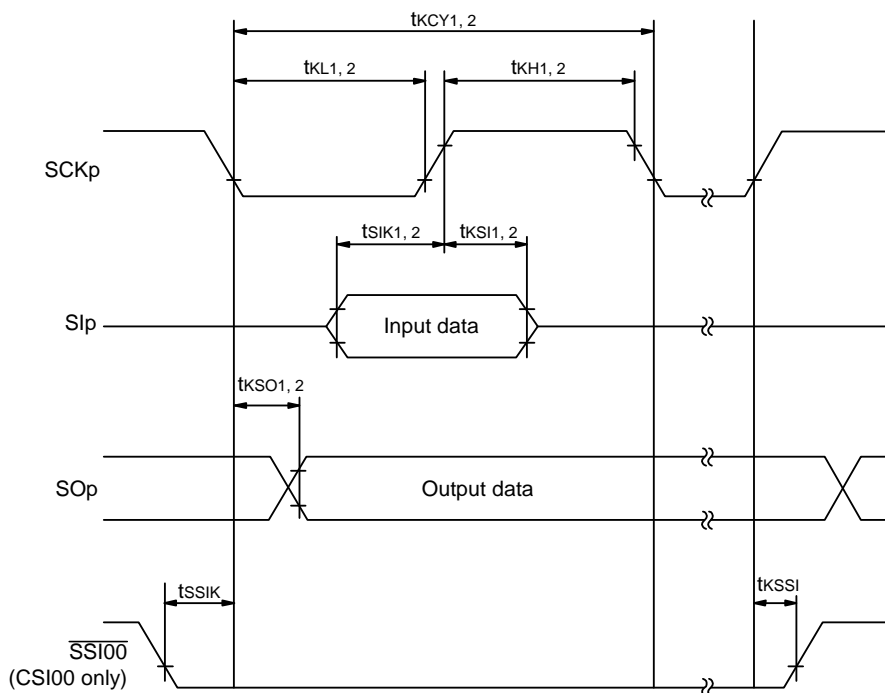 tKCY1, 2
tKL1, 2
tKH1, 2
SCKp
tSIK1, 2
tKSI1, 2
SIp
Input data
tKSO1, 2
SOp
Output data
tSSIK
tKSSI
SSI00
(CSI00 only)